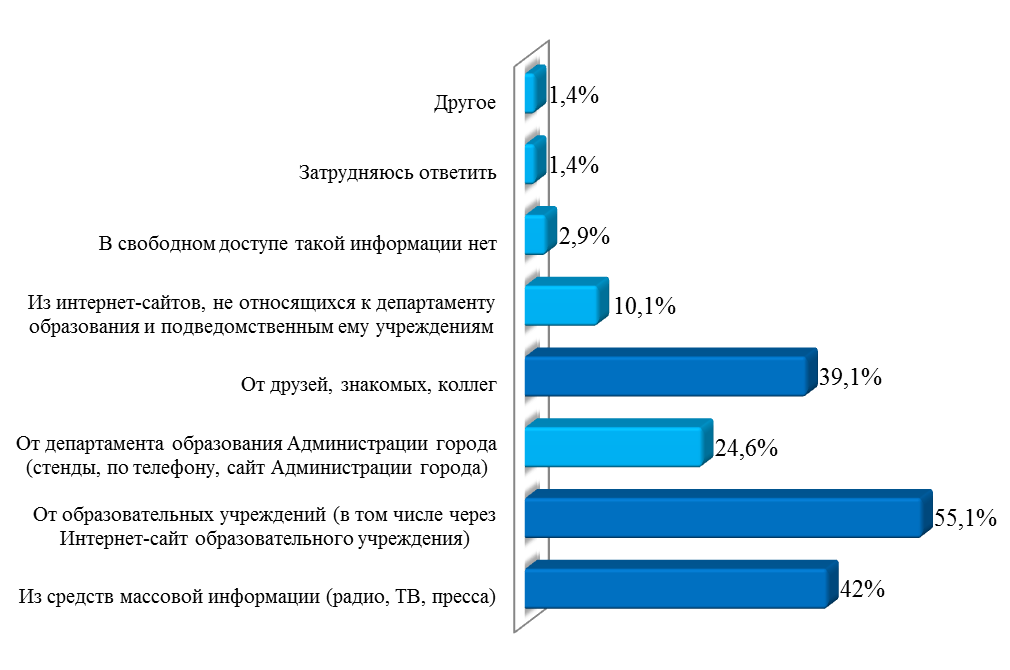 Другое
1,4%
Затрудняюсь ответить
1,4%
В свободном доступе такой информации нет
2,9%
Из интернет-сайтов, не относящихся к департаменту
образования и подведомственным ему учреждениям
10,1%
От друзей, знакомых, коллег
39,1%
От департамента образования Администрации города
(стенды, по телефону, сайт Администрации города)
24,6%
От образовательных учреждений (в том числе через
Интернет-сайт образовательного учреждения)
55,1%
Из средств массовой информации (радио, ТВ, пресса)
42%